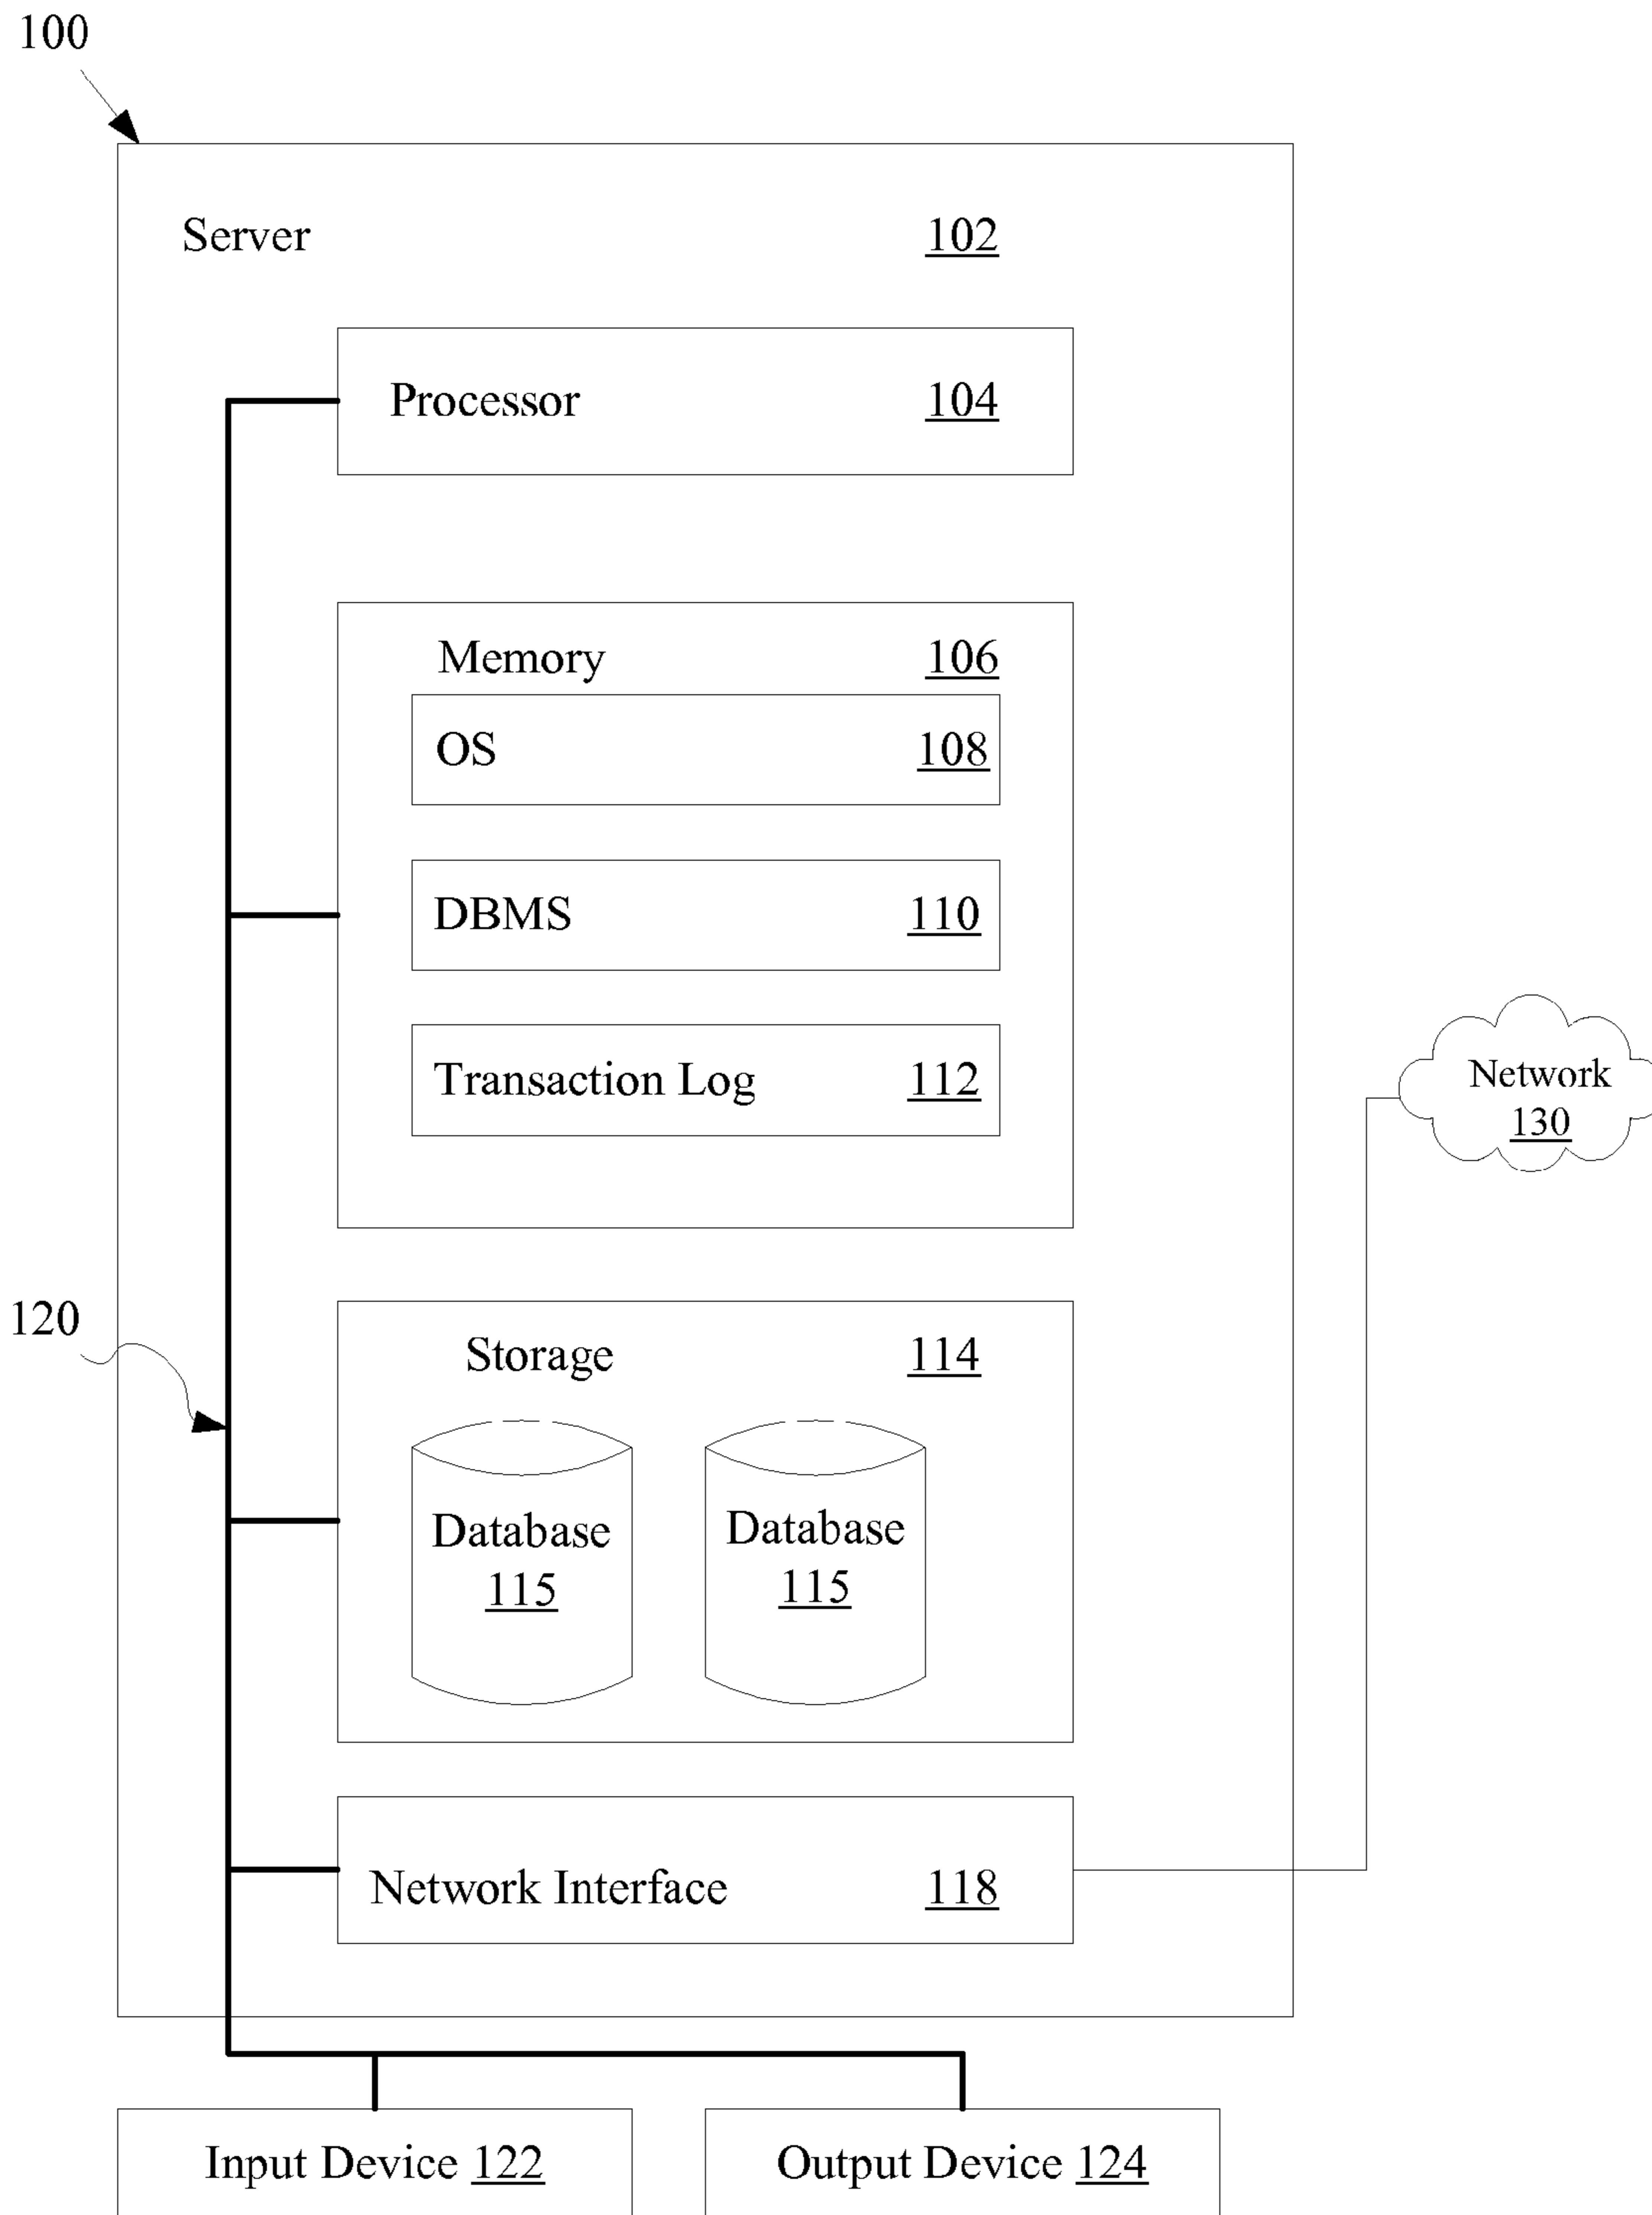 100
Server 102
Processor 104
Memory 106
OS 108
DBMS 110
Transaction Log 112
Network
130
120
Storage 114
Database
115
Database
115
Network Interface 118
Input Device 122
Output Device 124